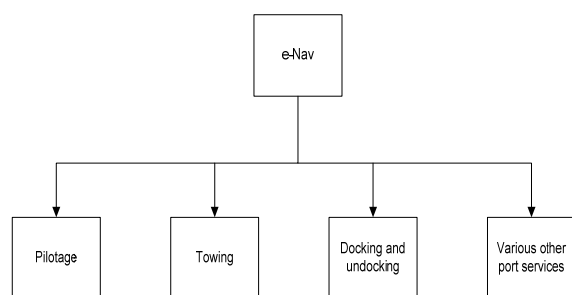 e-Nav
Pilotage
Towing
Docking and
undocking
Various other
port services